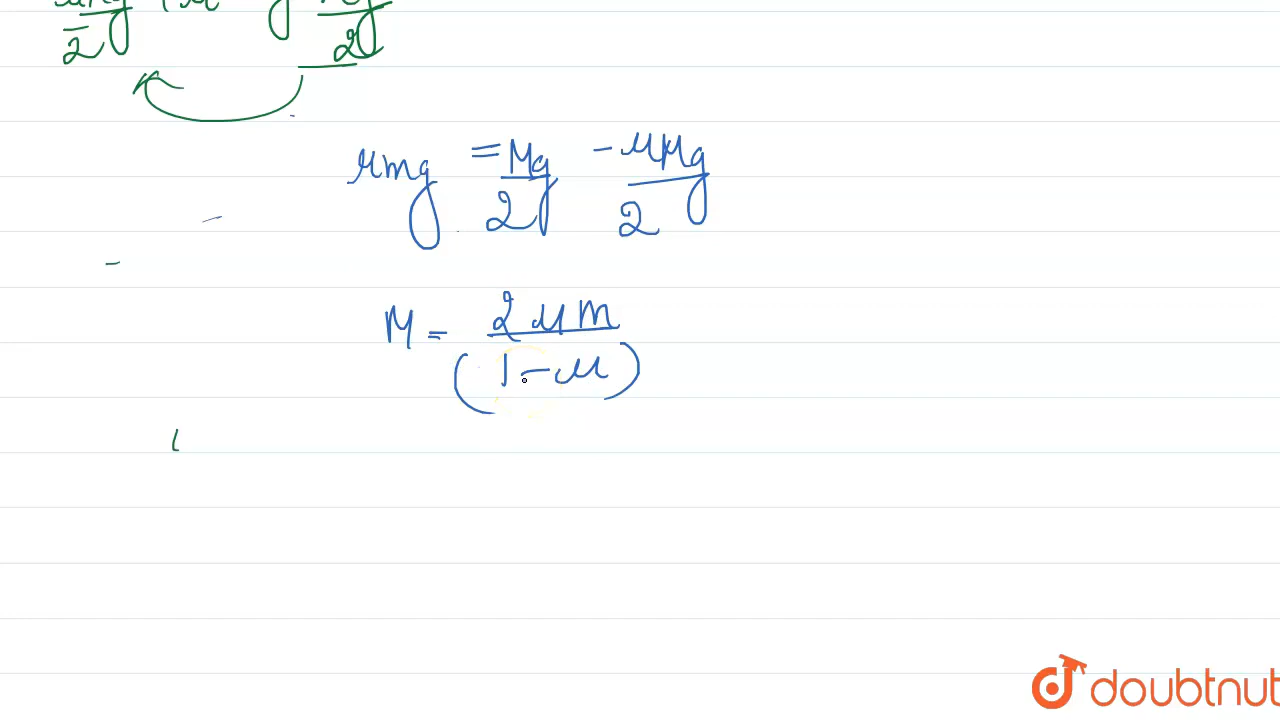 μmg = Mg/2 - μMg/2
M = 2μm/(1-μ)
doubtnut